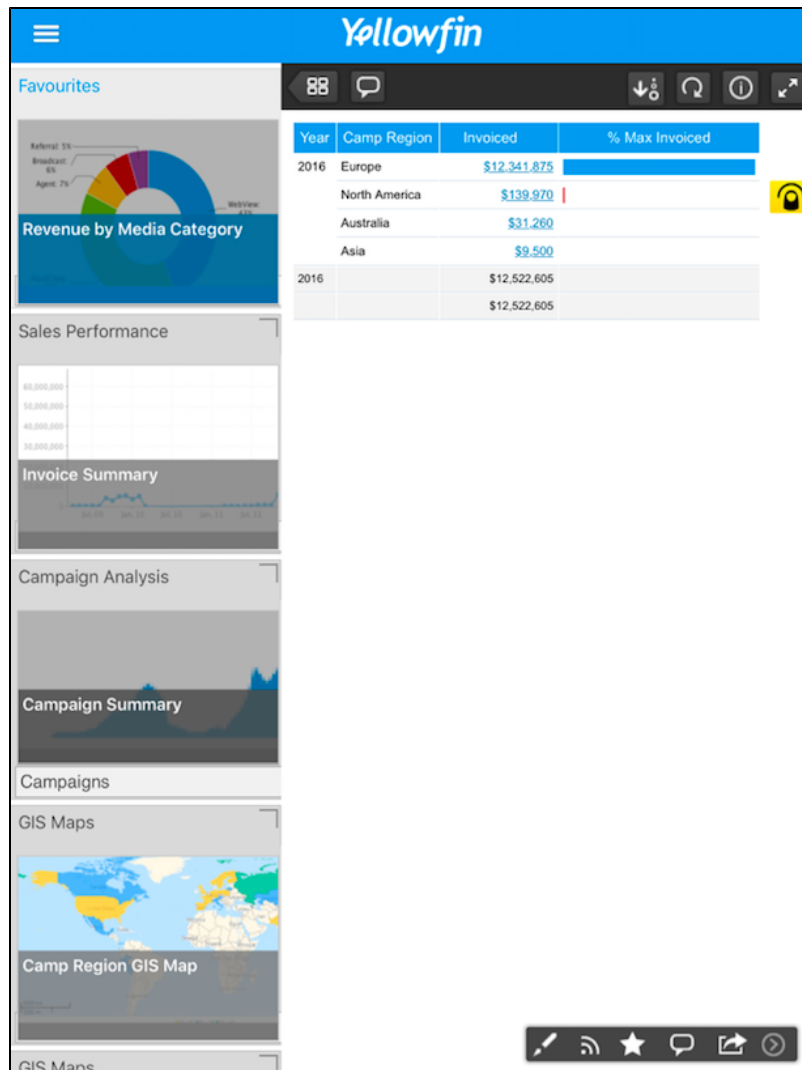 Yellowfin
Favourites
Referral: 5%
Broadcast:
6%
Agent: 7%
WebView:
Revenue by Media Category
Sales Performance
60,000,000
50,000,000
40,000,000
30,000,000
Invoice Summary
0
Campaign Analysis
Campaign Summary
Campaigns
GIS Maps
Camp Region GIS Map
GIS Maps
Year Camp Region Invoiced % Max Invoiced
2016 Europe $12,341,875
North America $139,970
Australia $31,260
Asia $9,500
2016 $12,522,605
$12,522,605